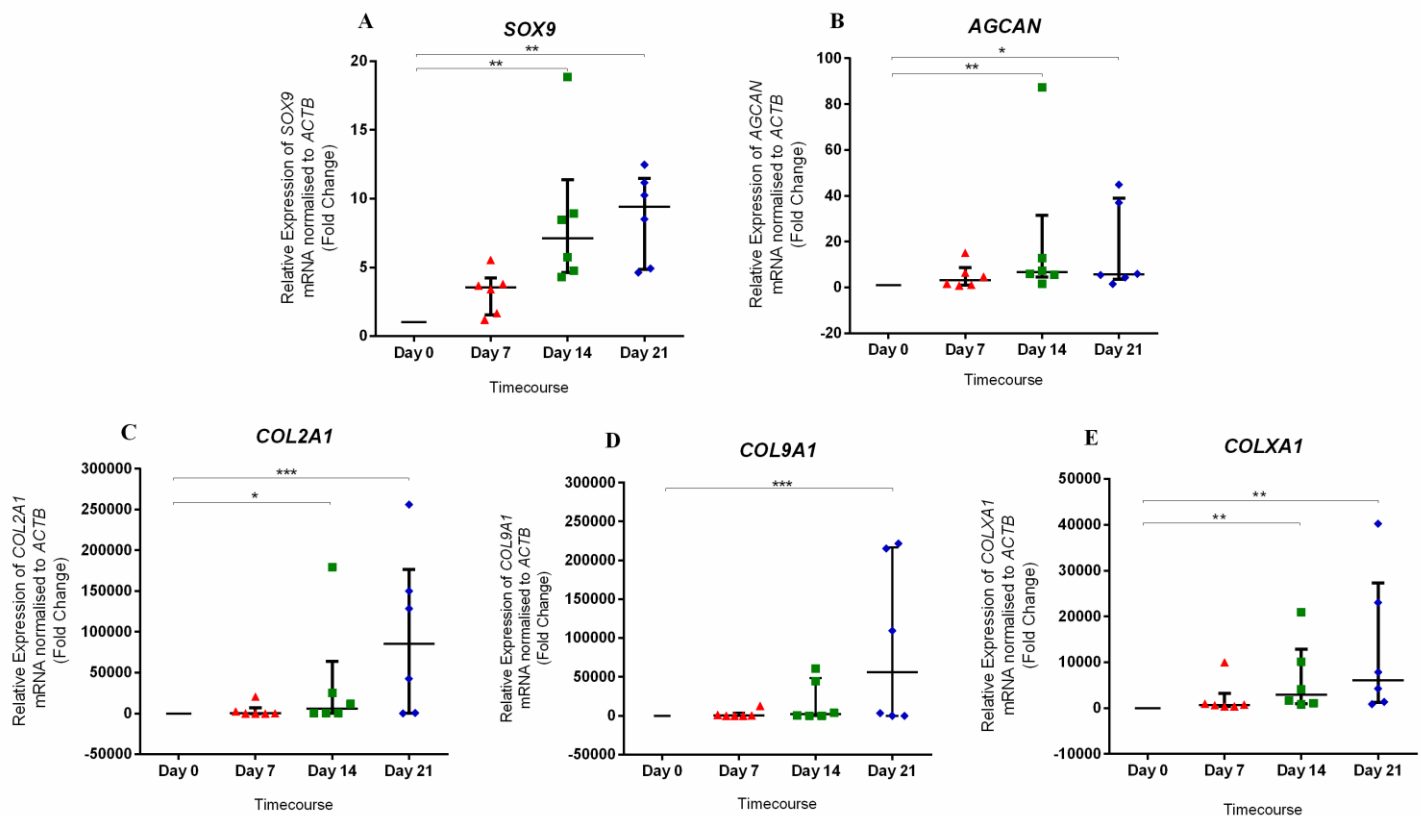 A
SOX9
**
**
20
15
10
5
0
Relative Expression of SOX9
mRNA normalised to ACTB
(Fold Change)
Day 0 Day 7 Day 14 Day 21
Timecourse
B
AGCAN
*
**
100
80
60
40
20
0
-20
Relative Expression of AGCAN
mRNA normalised to ACTB
(Fold Change)
Day 0 Day 7 Day 14 Day 21
Timecourse
C
COL2A1
***
*
300000
250000
200000
150000
100000
50000
0
-50000
Relative Expression of COL2A1
mRNA normalised to ACTB
(Fold Change)
Day 0 Day 7 Day 14 Day 21
Timecourse
D
COL9A1
***
300000
250000
200000
150000
100000
50000
0
-50000
Relative Expression of COL9A1
mRNA normalised to ACTB
(Fold Change)
Day 0 Day 7 Day 14 Day 21
Timecourse
E
COLXA1
**
**
50000
40000
30000
20000
10000
0
-10000
Relative Expression of COLXA1
mRNA normalised to ACTB
(Fold Change)
Day 0 Day 7 Day 14 Day 21
Timecourse